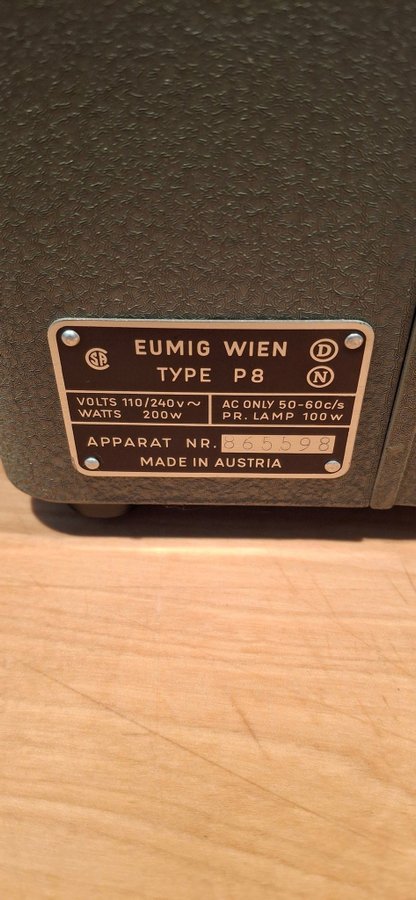 SA
EUMIG WIEN
D
TYPE P8
N
VOLTS 110/240V~
WATTS 200W
AC ONLY 50-60c/s
PR. LAMP 100W
APPARAT NR. 865598
MADE IN AUSTRIA